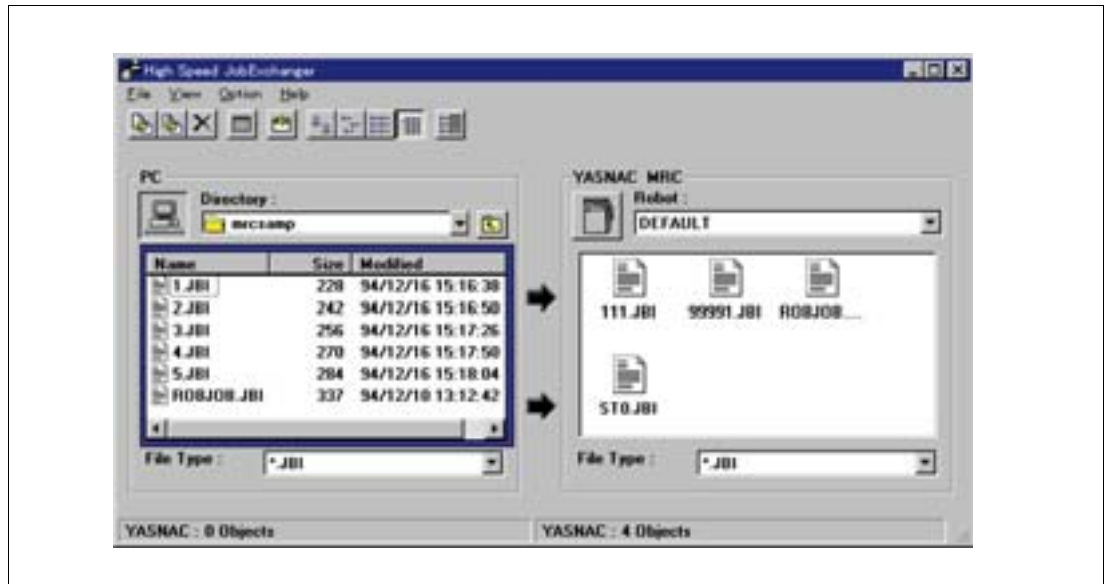 High Speed JobExchanger
File View Option Help
PC
Directory :
mrcsamp
Name Size Modified
1.JBI 228 94/12/16 15:16:38
2.JBI 242 94/12/16 15:16:50
3.JBI 256 94/12/16 15:17:26
4.JBI 270 94/12/16 15:17:50
5.JBI 284 94/12/16 15:18:04
ROBJOB.JBI 337 94/12/10 13:12:42
File Type :
*.JBI
YASNAC MRC
Robot :
DEFAULT
111.JBI 99991.JBI ROBJOB....
ST0.JBI
File Type :
*.JBI
YASNAC : 0 Objects
YASNAC : 4 Objects